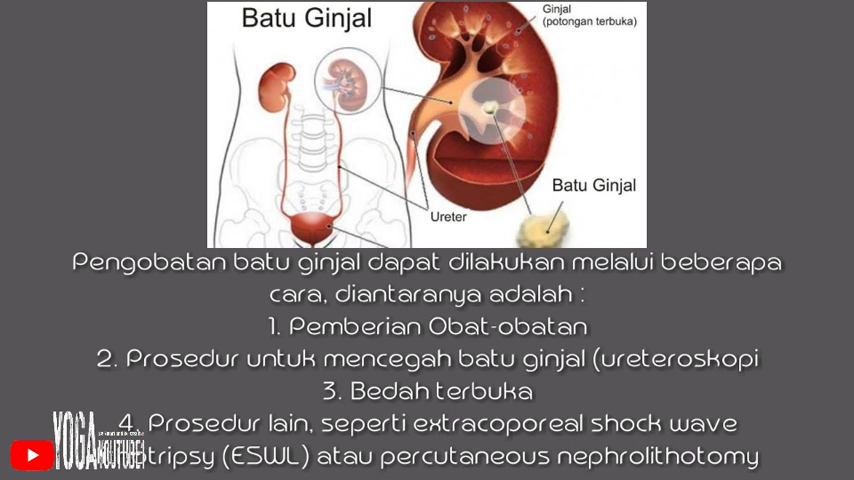 Batu Ginjal
Ginjal
(potongan terbuka)
Batu Ginjal
Ureter
Pengobatan batu ginjal dapat dilakukan melalui beberapa
cara, diantaranya adalah :
1. Pemberian Obat-obatan
2. Prosedur untuk mencegah batu ginjal (ureteroskopi
3. Bedah terbuka
4. Prosedur lain, seperti extracoporeal shock wave
(ESWL) atau percutaneous nephrolithotomy
YOGA